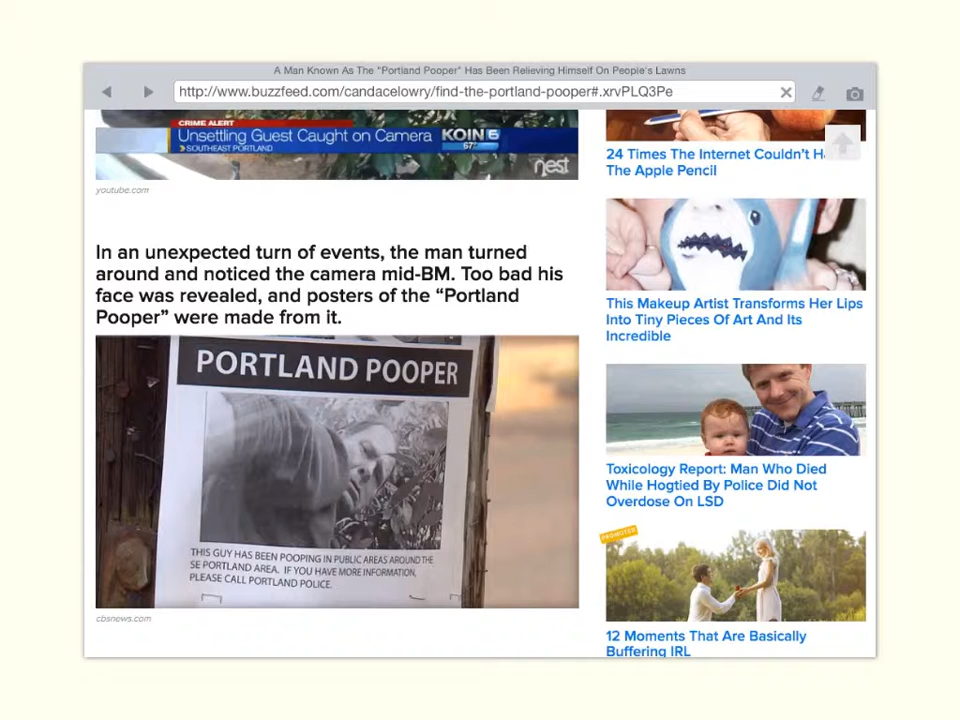 A Man Known As The "Portland Pooper" Has Been Relieving Himself On People's Lawns
http://www.buzzfeed.com/candacelowry/find-the-portland-pooper#.xrvPLQ3Pe
CRIME ALERT
Unsettling Guest Caught on Camera
KOIN 6
SOUTHEAST PORTLAND
67°
nest
youtube.com
In an unexpected turn of events, the man turned
around and noticed the camera mid-BM. Too bad his
face was revealed, and posters of the “Portland
Pooper” were made from it.
PORTLAND POOPER
THIS GUY HAS BEEN POOPING IN PUBLIC AREAS AROUND THE
SE PORTLAND AREA. IF YOU HAVE MORE INFORMATION,
PLEASE CALL PORTLAND POLICE.
cbsnews.com
24 Times The Internet Couldn't
The Apple Pencil
This Makeup Artist Transforms Her Lips
Into Tiny Pieces Of Art And Its
Incredible
Toxicology Report: Man Who Died
While Hogtied By Police Did Not
Overdose On LSD
PROMOTED
12 Moments That Are Basically
Buffering IRL